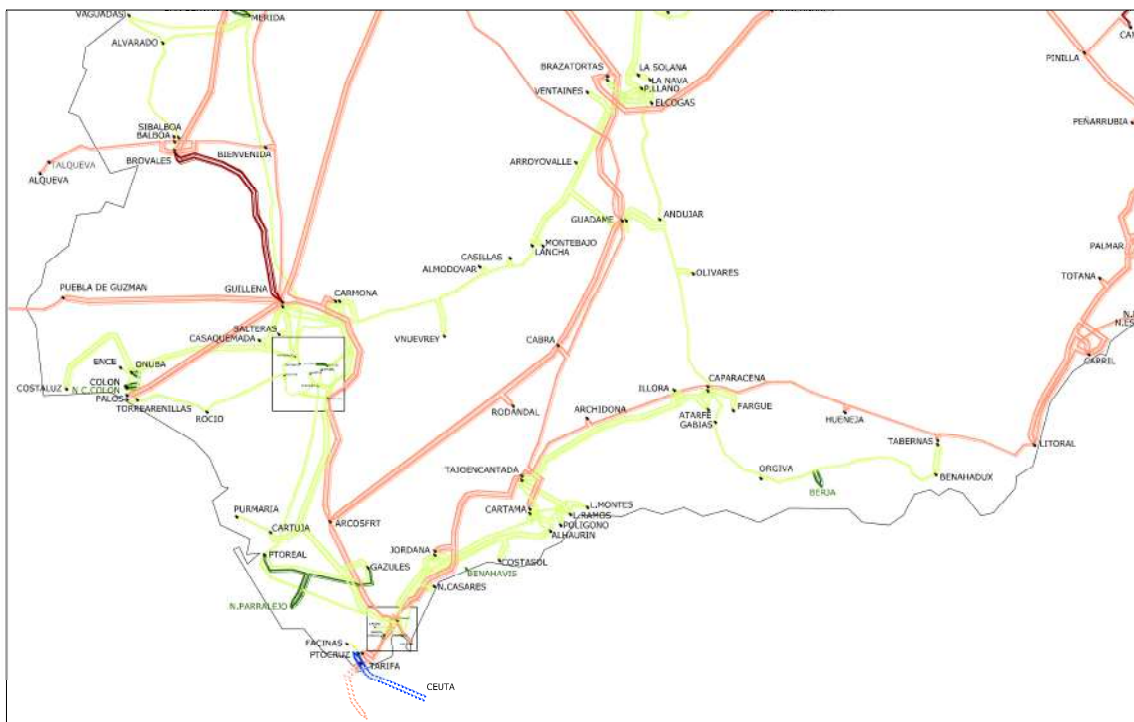 VAGUADAS
MERIDA
ALVARADO
CAM
PINILLA
BRAZATORTAS
LA SOLANA
LA NAVA
P.LLANO
VENTAINES
ELCOGAS
SIBALBOA
BALBOA
PEÑARRUBIA
BROVALES
BIENVENIDA
TALQUEVA
ALQUEVA
ARROYOVALLE
GUADAME
ANDUJAR
MONTEBAJO
LANCHA
PALMAR
CASILLAS
ALMODOVAR
OLIVARES
TOTANA
PUEBLA DE GUZMAN
GUILLENA
CARMONA
SALTERAS
CASAQUEMADA
VNUEVREY
CABRA
N.ES
CARRIL
ENCE
ONUBA
COSTALUZ
COLON
N.C.COLON
PALOS
TORREARENILLAS
ROCIO
ILLORA
CAPARACENA
RODANDAL
ARCHIDONA
ATARFE
FARGUE
GABIAS
HUENEJA
TABERNAS
LITORAL
TAJOENCANTADA
ORGIVA
BERJA
BENAHADUX
PURMARIA
CARTUJA
ARCOSFRT
CARTAMA
L.MONTES
L.RAMOS
POLIGONO
ALHAURIN
PTOREAL
JORDANA
GAZULES
COSTASOL
BENAHAVIS
N.CASARES
N.PARRALEJO
FACINAS
PTOCRUZ
TARIFA
CEUTA